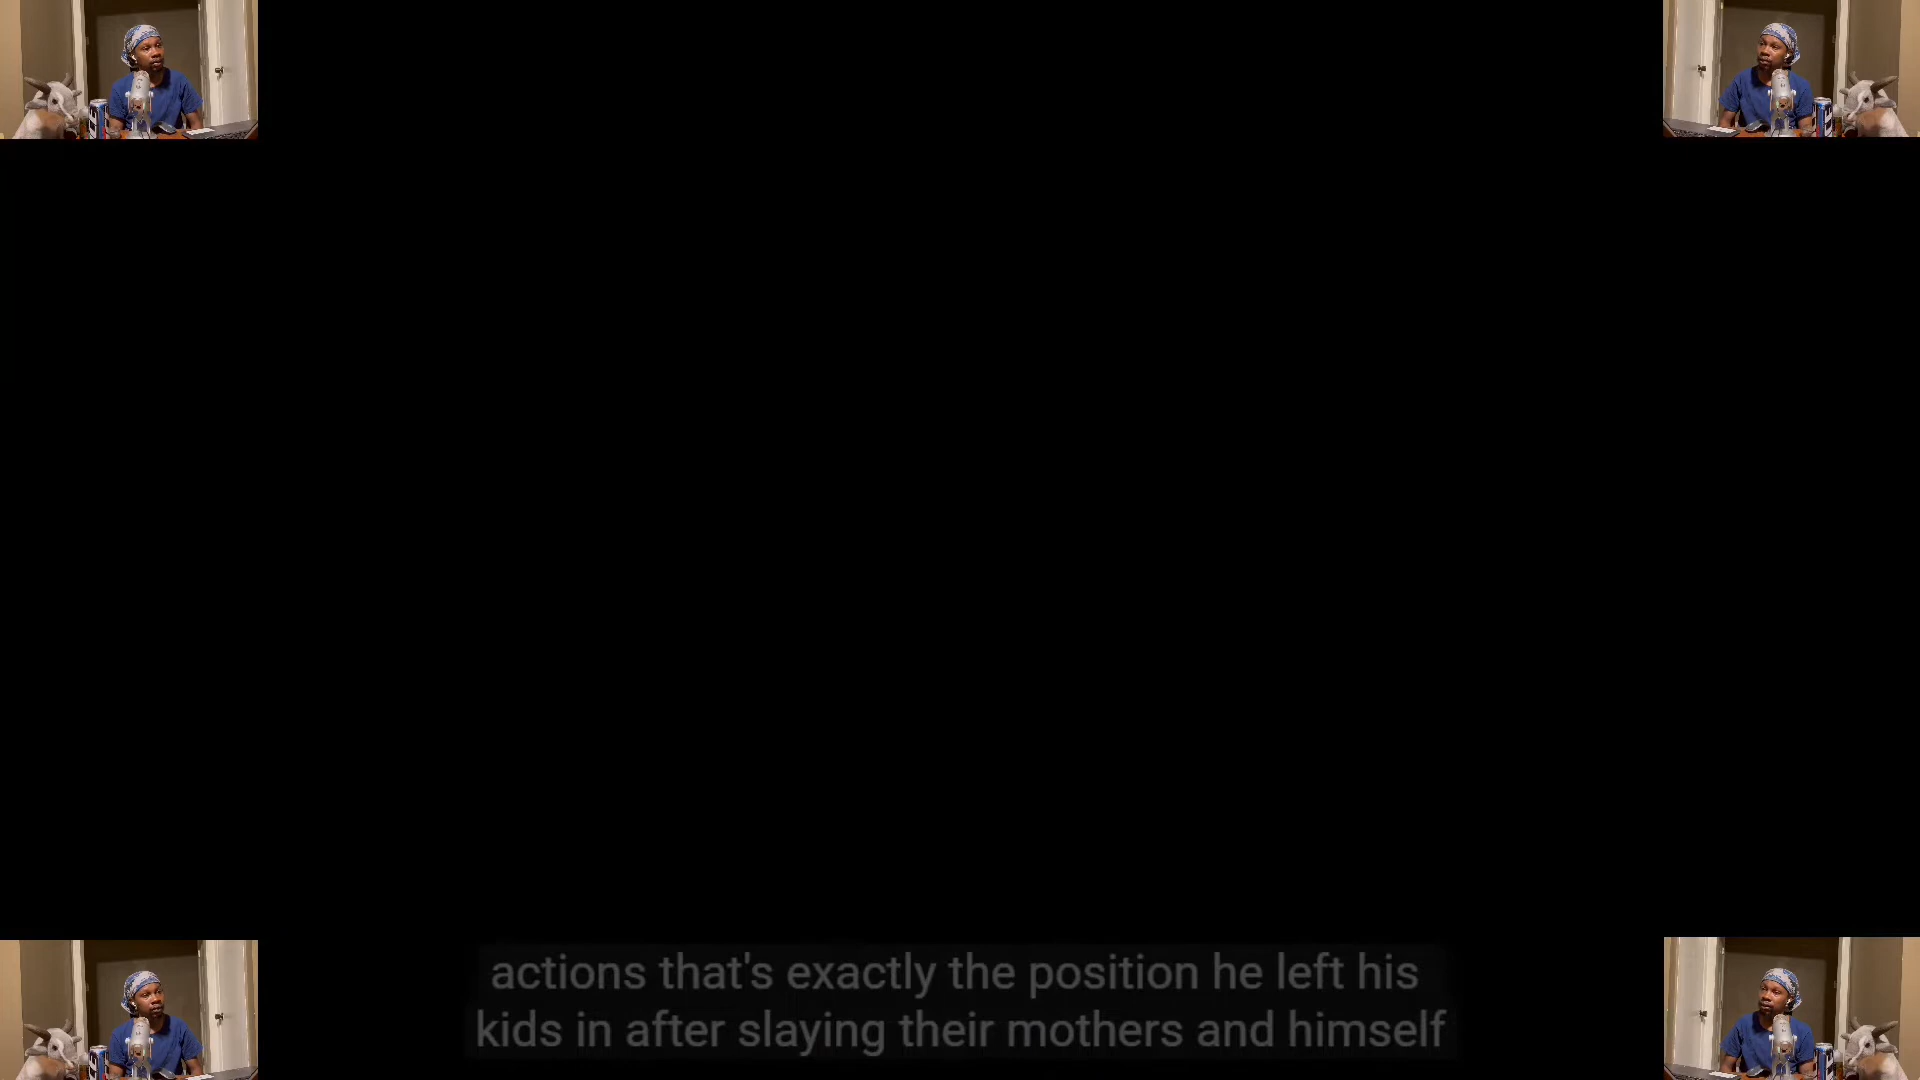 actions that's exactly the position he left his
kids in after slaying their mothers and himself